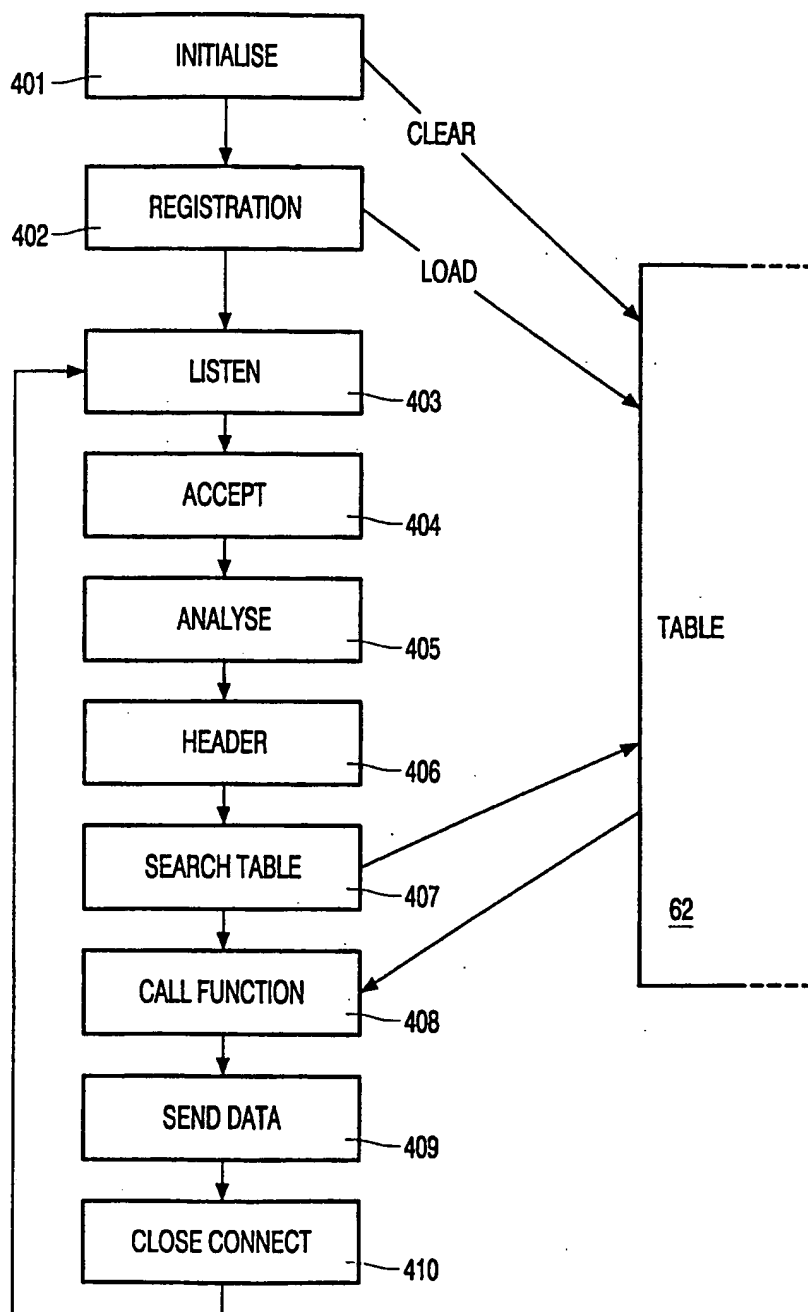 INITIALISE
401
CLEAR
REGISTRATION
402
LOAD
LISTEN
403
ACCEPT
404
ANALYSE
405
TABLE
HEADER
406
SEARCH TABLE
407
62
CALL FUNCTION
408
SEND DATA
409
CLOSE CONNECT
410